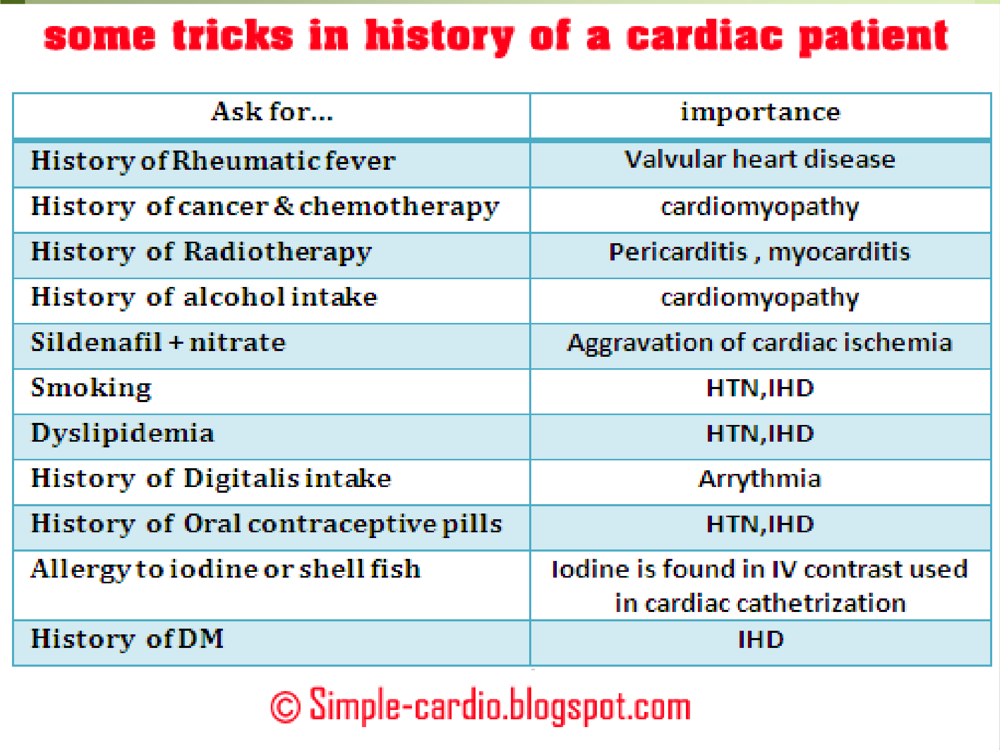 some tricks in history of a cardiac patient
Ask for... importance
History of Rheumatic fever Valvular heart disease
History of cancer & chemotherapy cardiomyopathy
History of Radiotherapy Pericarditis , myocarditis
History of alcohol intake cardiomyopathy
Sildenafil + nitrate Aggravation of cardiac ischemia
Smoking HTN,IHD
Dyslipidemia HTN,IHD
History of Digitalis intake Arrythmia
History of Oral contraceptive pills HTN,IHD
Allergy to iodine or shell fish Iodine is found in IV contrast used
in cardiac cathetrization
History of DM IHD
© Simple-cardio.blogspot.com